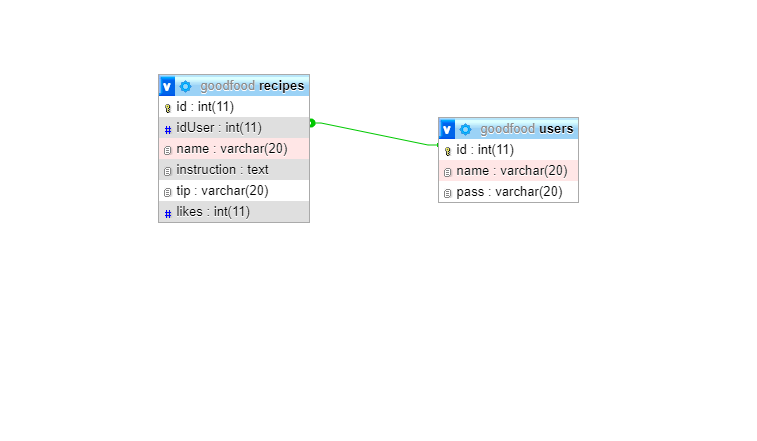 v goodfood recipes
id : int(11)
# idUser : int(11)
name : varchar(20)
instruction : text
tip : varchar(20)
# likes : int(11)
v goodfood users
id : int(11)
name : varchar(20)
pass : varchar(20)